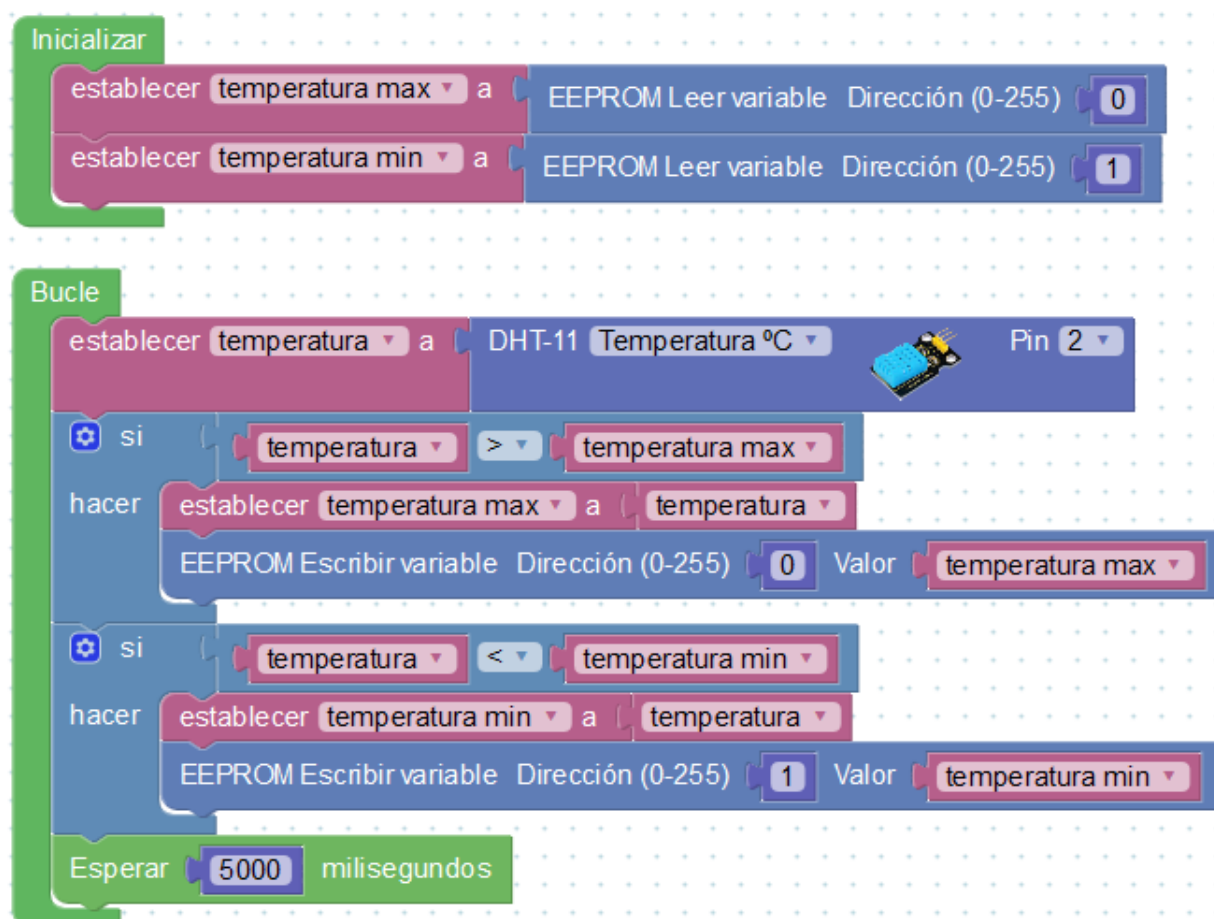 Inicializar
establecer temperatura max a EEPROM Leer variable Dirección (0-255) 0
establecer temperatura min a EEPROM Leer variable Dirección (0-255) 1
Bucle
establecer temperatura a DHT-11 Temperatura ºC Pin 2
si temperatura > temperatura max
hacer establecer temperatura max a temperatura
EEPROM Escribir variable Dirección (0-255) 0 Valor temperatura max
si temperatura < temperatura min
hacer establecer temperatura min a temperatura
EEPROM Escribir variable Dirección (0-255) 1 Valor temperatura min
Esperar 5000 milisegundos